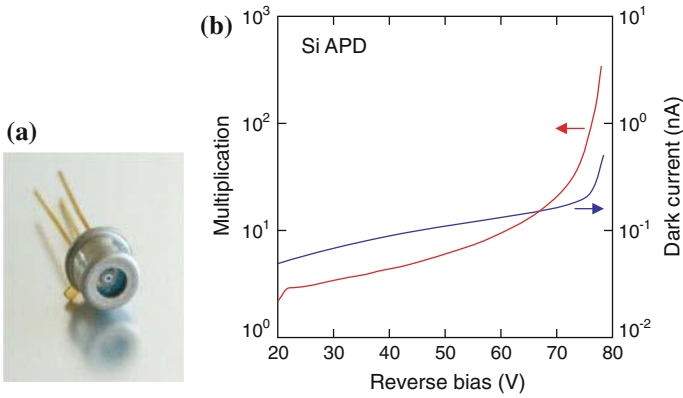 (a)
(b)
Si APD
Multiplication
10³
10²
10¹
10⁰
Dark current (nA)
10¹
10⁰
10⁻¹
10⁻²
20 30 40 50 60 70 80
Reverse bias (V)